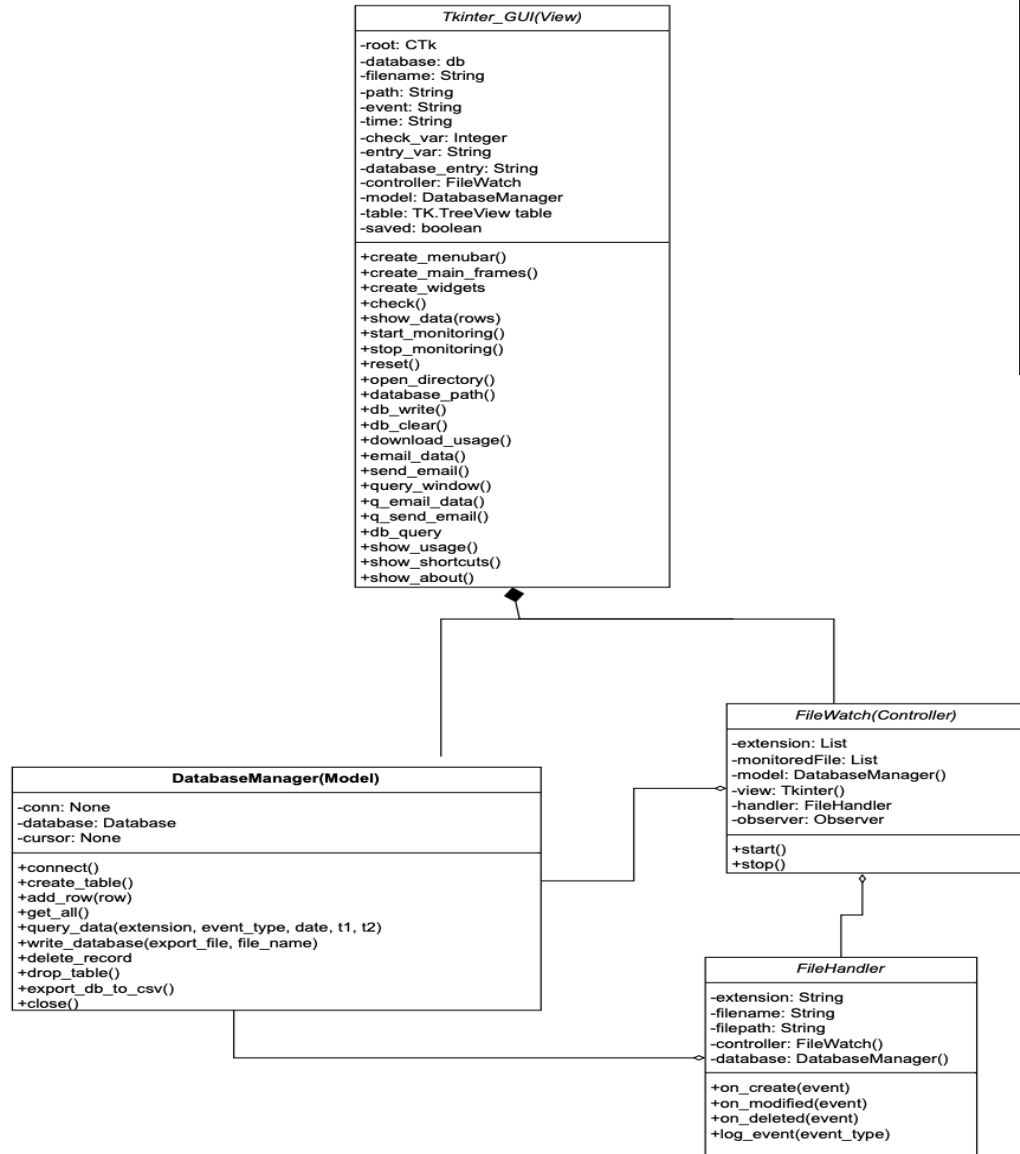 Tkinter_GUI(View)
-root: CTk
-database: db
-filename: String
-path: String
-event: String
-time: String
-check_var: Integer
-entry_var: String
-database_entry: String
-controller: FileWatch
-model: DatabaseManager
-table: TK.TreeView table
-saved: boolean
+create_menubar()
+create_main_frames()
+create_widgets
+check()
+show_data(rows)
+start_monitoring()
+stop_monitoring()
+reset()
+open_directory()
+database_path()
+db_write()
+db_clear()
+download_usage()
+email_data()
+send_email()
+query_window()
+q_email_data()
+q_send_email()
+db_query
+show_usage()
+show_shortcuts()
+show_about()
FileWatch(Controller)
-extension: List
-monitoredFile: List
-model: DatabaseManager()
-view: Tkinter()
-handler: FileHandler
-observer: Observer
+start()
+stop()
DatabaseManager(Model)
-conn: None
-database: Database
-cursor: None
+connect()
+create_table()
+add_row(row)
+get_all()
+query_data(extension, event_type, date, t1, t2)
+write_database(export_file, file_name)
+delete_record
+drop_table()
+export_db_to_csv()
+close()
FileHandler
-extension: String
-filename: String
-filepath: String
-controller: FileWatch()
-database: DatabaseManager()
+on_create(event)
+on_modified(event)
+on_deleted(event)
+log_event(event_type)